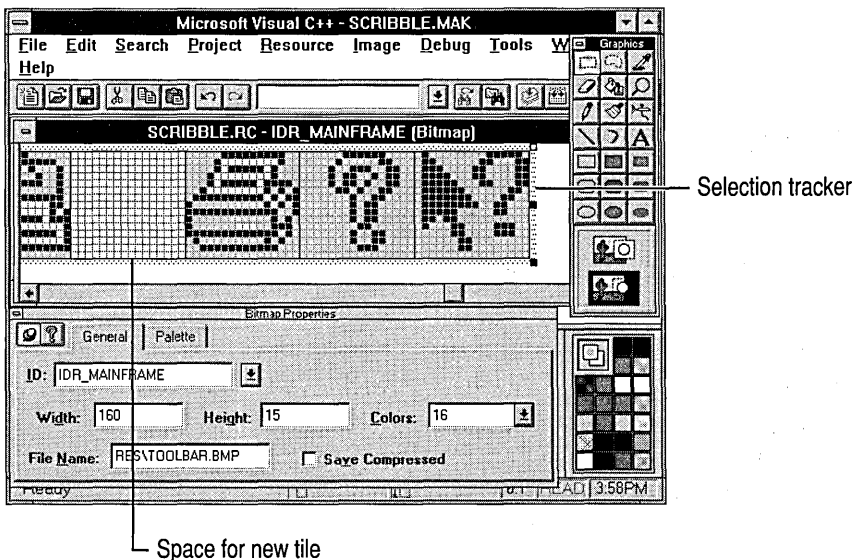 Microsoft Visual C++ - SCRIBBLE.MAK
File Edit Search Project Resource Image Debug Tools W
Help
Graphics
SCRIBBLE.RC - IDR_MAINFRAME (Bitmap)
A
Selection tracker
Bitmap Properties
General Palette
ID: IDR_MAINFRAME
Width: 160 Height: 15 Colors: 16
File Name: RES\TOOLBAR.BMP Save Compressed
Ready READ 3:58PM
Space for new tile